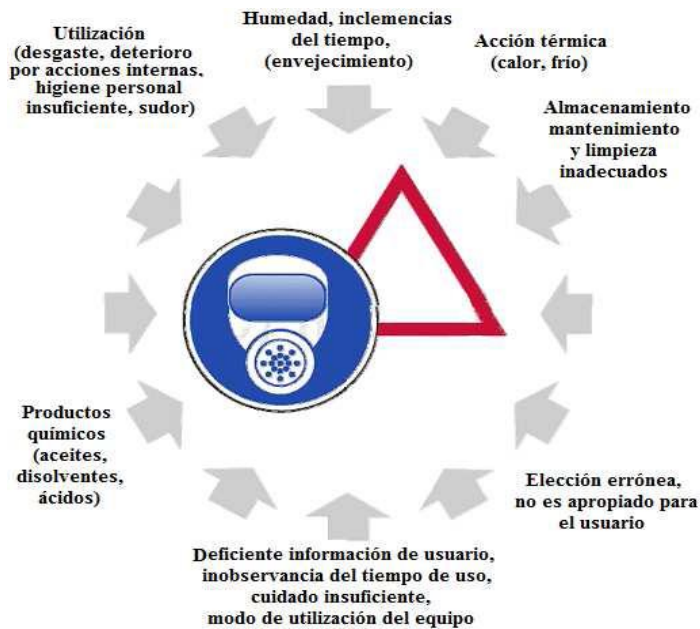 Humedad, inclemencias
del tiempo,
(envejecimiento)
Utilización
(desgaste, deterioro
por acciones internas,
higiene personal
insuficiente, sudor)
Acción térmica
(calor, frío)
Almacenamiento
mantenimiento
y limpieza
inadecuados
Productos
químicos
(aceites,
disolventes,
ácidos)
Elección errónea,
no es apropiado para
el usuario
Deficiente información de usuario,
inobservancia del tiempo de uso,
cuidado insuficiente,
modo de utilización del equipo